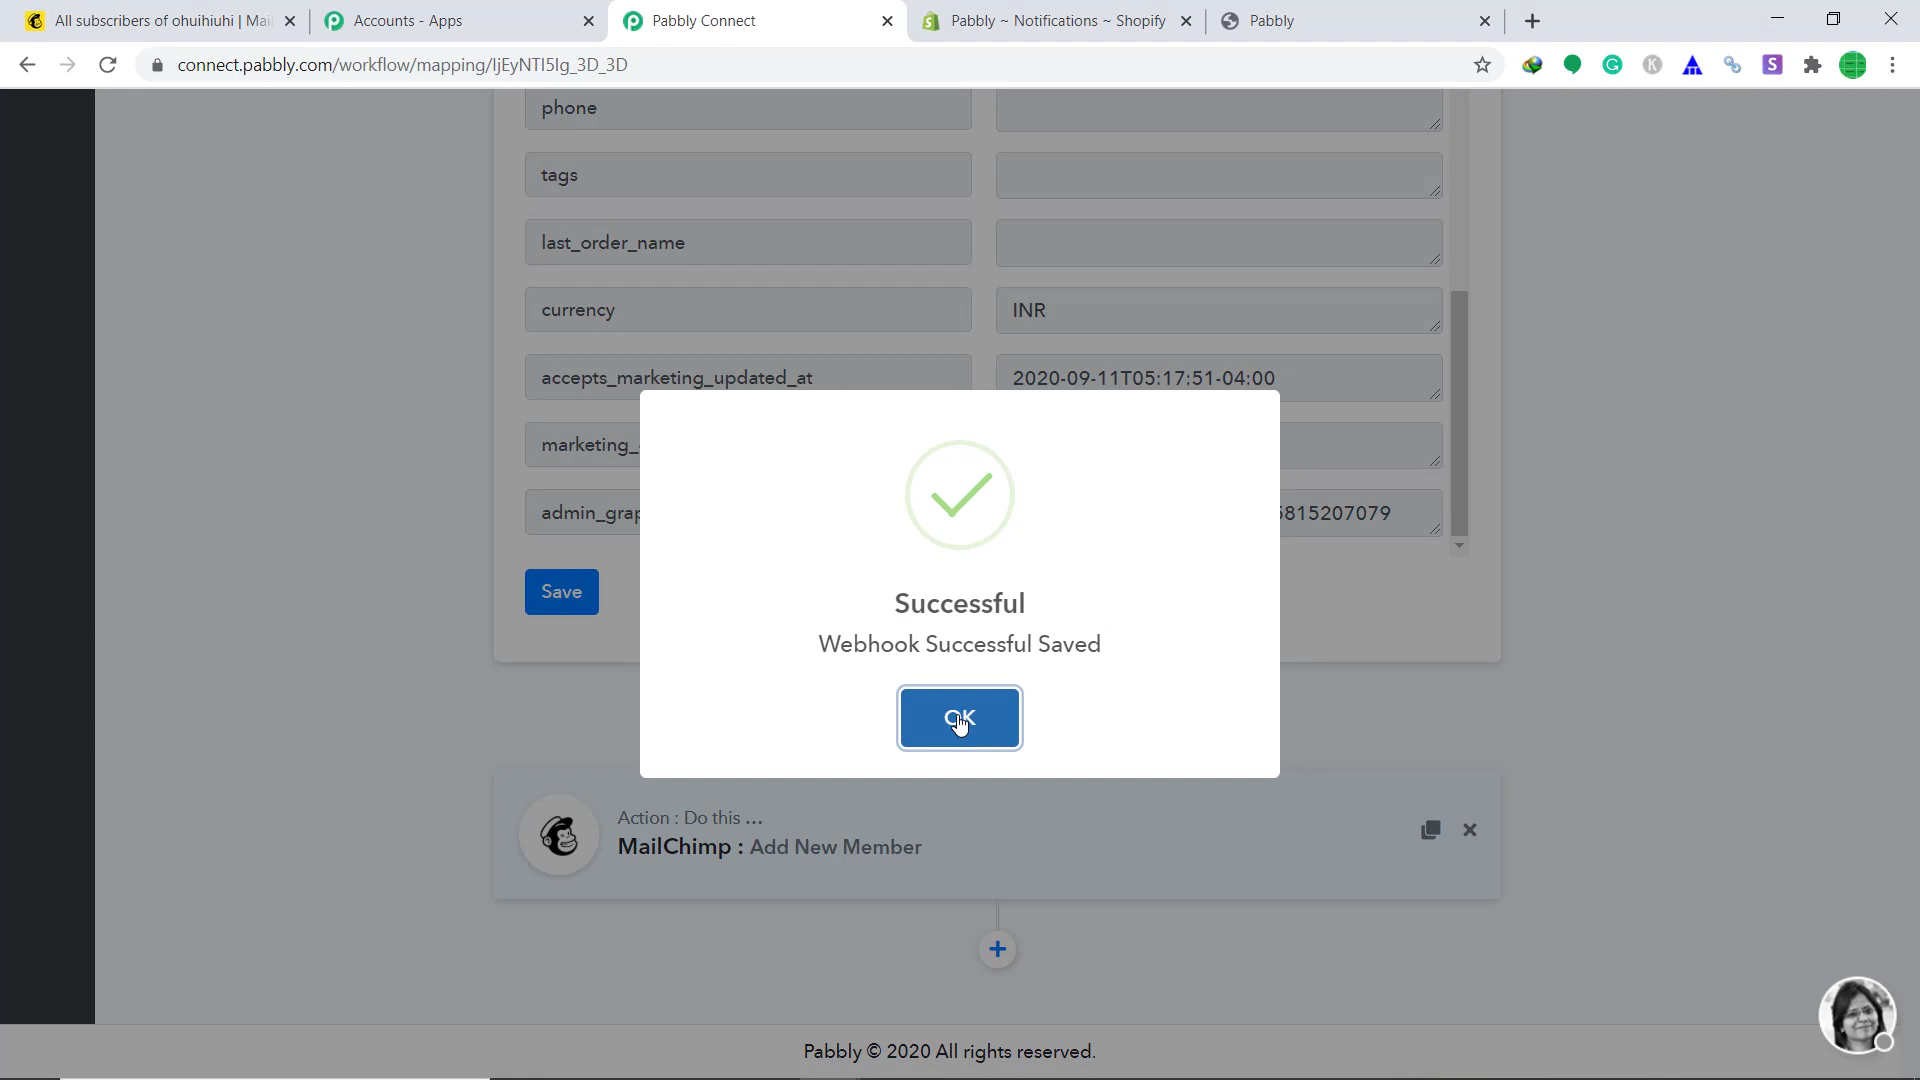 All subscribers of ohuihiuhi | Mail
Accounts - Apps
Pabbly Connect
Pabbly ~ Notifications ~ Shopify
Pabbly
connect.pabbly.com/workflow/mapping/IjEyNTI5Ig_3D_3D
phone
tags
last_order_name
currency
INR
accepts_marketing_updated_at
2020-09-11T05:17:51-04:00
marketing_
admin_grap
5815207079
Save
Successful
Webhook Successful Saved
OK
Action : Do this ...
MailChimp : Add New Member
Pabbly © 2020 All rights reserved.